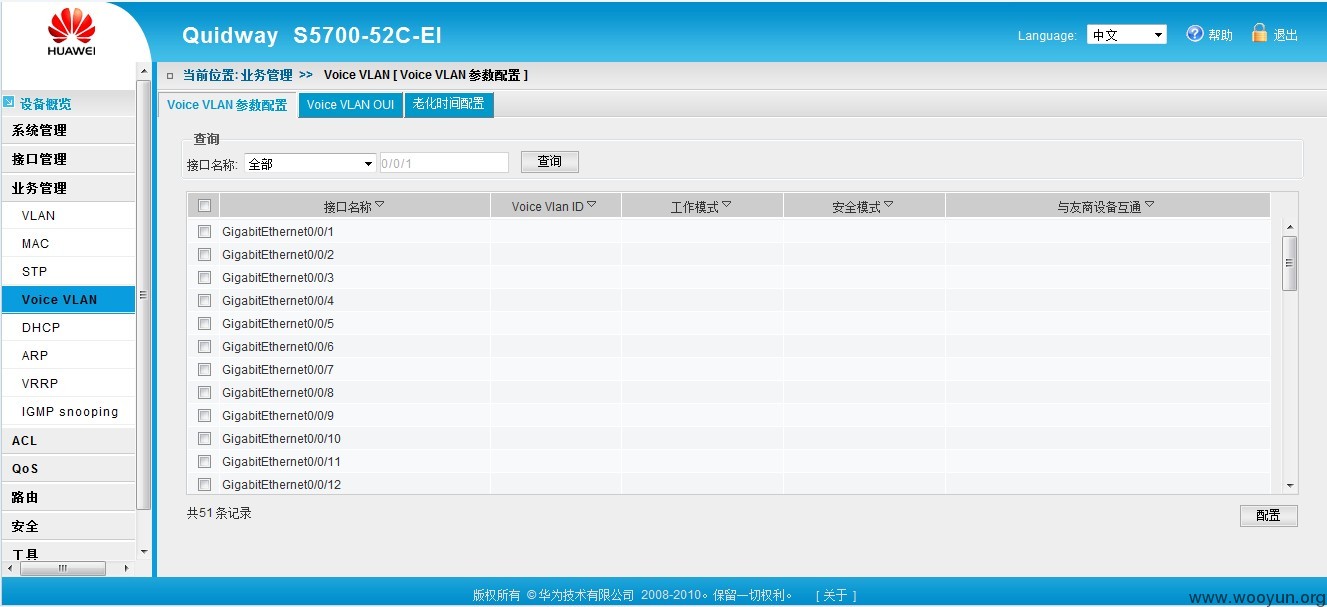 HUAWEI
Quidway S5700-52C-EI
Language: 中文 帮助 退出
当前位置: 业务管理 >> Voice VLAN [ Voice VLAN 参数配置 ]
Voice VLAN 参数配置 Voice VLAN OUI 老化时间配置
设备概览
系统管理
接口管理
业务管理
VLAN
MAC
STP
Voice VLAN
DHCP
ARP
VRRP
IGMP snooping
ACL
QoS
路由
安全
工具
查询
接口名称: 全部 0/0/1 查询
接口名称 Voice Vlan ID 工作模式 安全模式 与友商设备互通
GigabitEthernet0/0/1
GigabitEthernet0/0/2
GigabitEthernet0/0/3
GigabitEthernet0/0/4
GigabitEthernet0/0/5
GigabitEthernet0/0/6
GigabitEthernet0/0/7
GigabitEthernet0/0/8
GigabitEthernet0/0/9
GigabitEthernet0/0/10
GigabitEthernet0/0/11
GigabitEthernet0/0/12
共51 条记录
配置
版权所有 ©华为技术有限公司 2008-2010。保留一切权利。 [ 关于 ]
www.wooyun.org